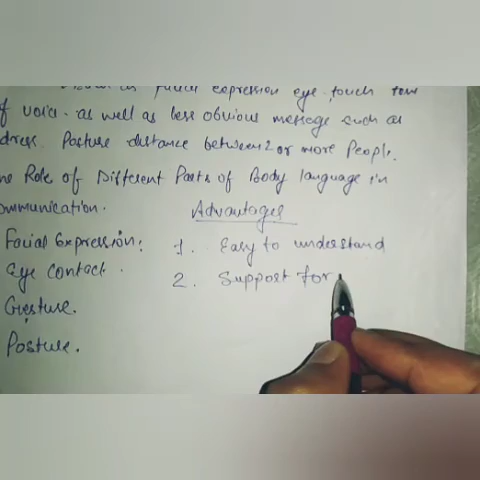 facial expression eye touch tone
of voice. as well as less obvious message such as
dress. Posture distance between 2 or more People.
Role of Different Parts of Body language in
ommunication.
Advantages
Facial Expression:
1. Easy to understand
Eye Contact.
2. Support for
Gesture.
Posture.